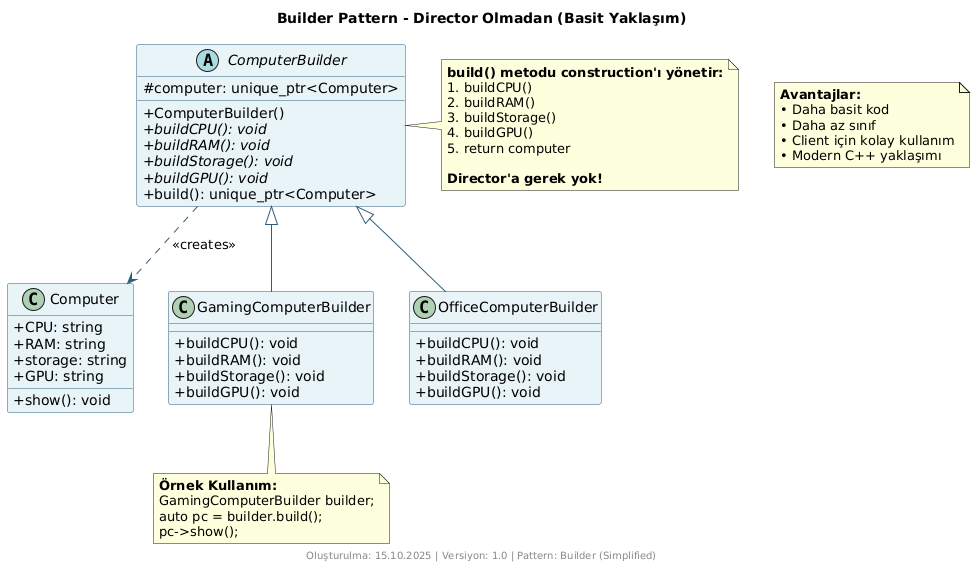 Builder Pattern - Director Olmadan (Basit Yaklaşım)
A ComputerBuilder
#computer: unique_ptr<Computer>
+ComputerBuilder()
+buildCPU(): void
+buildRAM(): void
+buildStorage(): void
+buildGPU(): void
+build(): unique_ptr<Computer>
build() metodu construction'ı yönetir:
1. buildCPU()
2. buildRAM()
3. buildStorage()
4. buildGPU()
5. return computer
Director'a gerek yok!
Avantajlar:
• Daha basit kod
• Daha az sınıf
• Client için kolay kullanım
• Modern C++ yaklaşımı
«creates»
C Computer
+CPU: string
+RAM: string
+storage: string
+GPU: string
+show(): void
C GamingComputerBuilder
+buildCPU(): void
+buildRAM(): void
+buildStorage(): void
+buildGPU(): void
C OfficeComputerBuilder
+buildCPU(): void
+buildRAM(): void
+buildStorage(): void
+buildGPU(): void
Örnek Kullanım:
GamingComputerBuilder builder;
auto pc = builder.build();
pc->show();
Oluşturulma: 15.10.2025 | Versiyon: 1.0 | Pattern: Builder (Simplified)